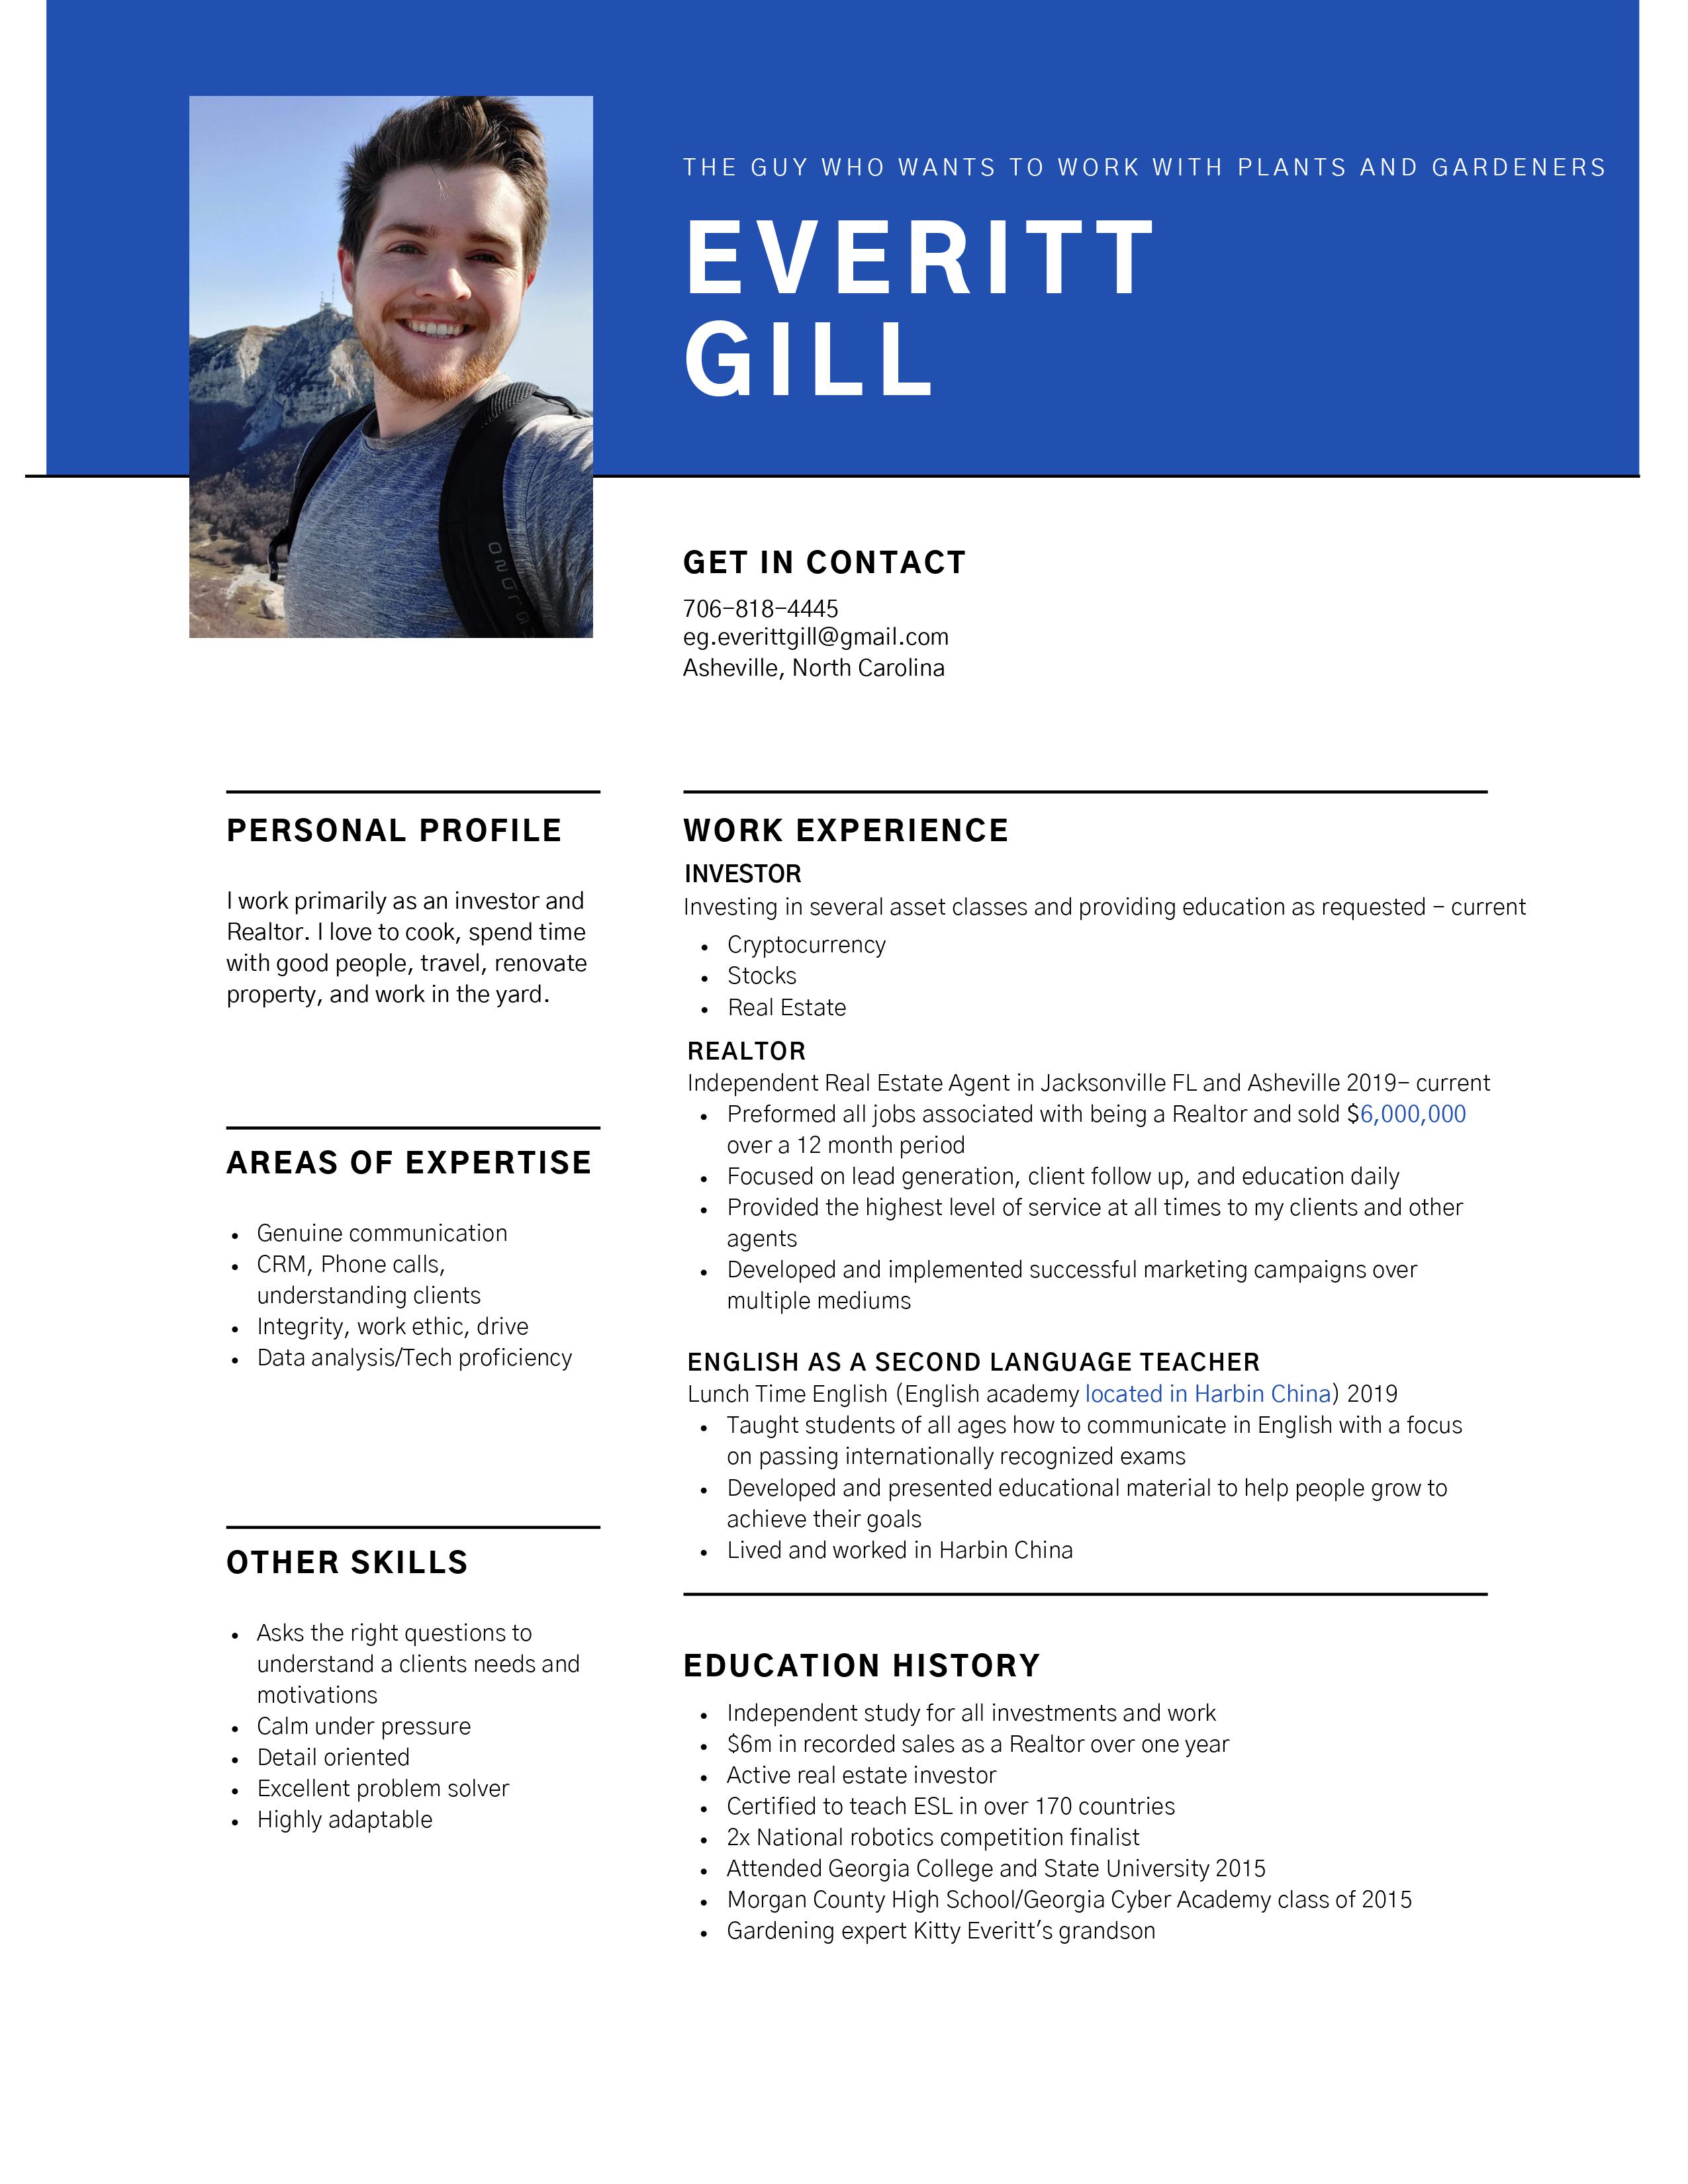 THE GUY WHO WANTS TO WORK WITH PLANTS AND GARDENERS
EVERITT
GILL
GET IN CONTACT
706-818-4445
eg.everittgill@gmail.com
Asheville, North Carolina
PERSONAL PROFILE
I work primarily as an investor and
Realtor. I love to cook, spend time
with good people, travel, renovate
property, and work in the yard.
AREAS OF EXPERTISE
• Genuine communication
• CRM, Phone calls,
understanding clients
• Integrity, work ethic, drive
• Data analysis/Tech proficiency
OTHER SKILLS
• Asks the right questions to
understand a clients needs and
motivations
• Calm under pressure
• Detail oriented
• Excellent problem solver
• Highly adaptable
WORK EXPERIENCE
INVESTOR
Investing in several asset classes and providing education as requested - current
• Cryptocurrency
• Stocks
• Real Estate
REALTOR
Independent Real Estate Agent in Jacksonville FL and Asheville 2019- current
• Preformed all jobs associated with being a Realtor and sold $6,000,000
over a 12 month period
• Focused on lead generation, client follow up, and education daily
• Provided the highest level of service at all times to my clients and other
agents
• Developed and implemented successful marketing campaigns over
multiple mediums
ENGLISH AS A SECOND LANGUAGE TEACHER
Lunch Time English (English academy located in Harbin China) 2019
• Taught students of all ages how to communicate in English with a focus
on passing internationally recognized exams
• Developed and presented educational material to help people grow to
achieve their goals
• Lived and worked in Harbin China
EDUCATION HISTORY
• Independent study for all investments and work
• $6m in recorded sales as a Realtor over one year
• Active real estate investor
• Certified to teach ESL in over 170 countries
• 2x National robotics competition finalist
• Attended Georgia College and State University 2015
• Morgan County High School/Georgia Cyber Academy class of 2015
• Gardening expert Kitty Everitt's grandson